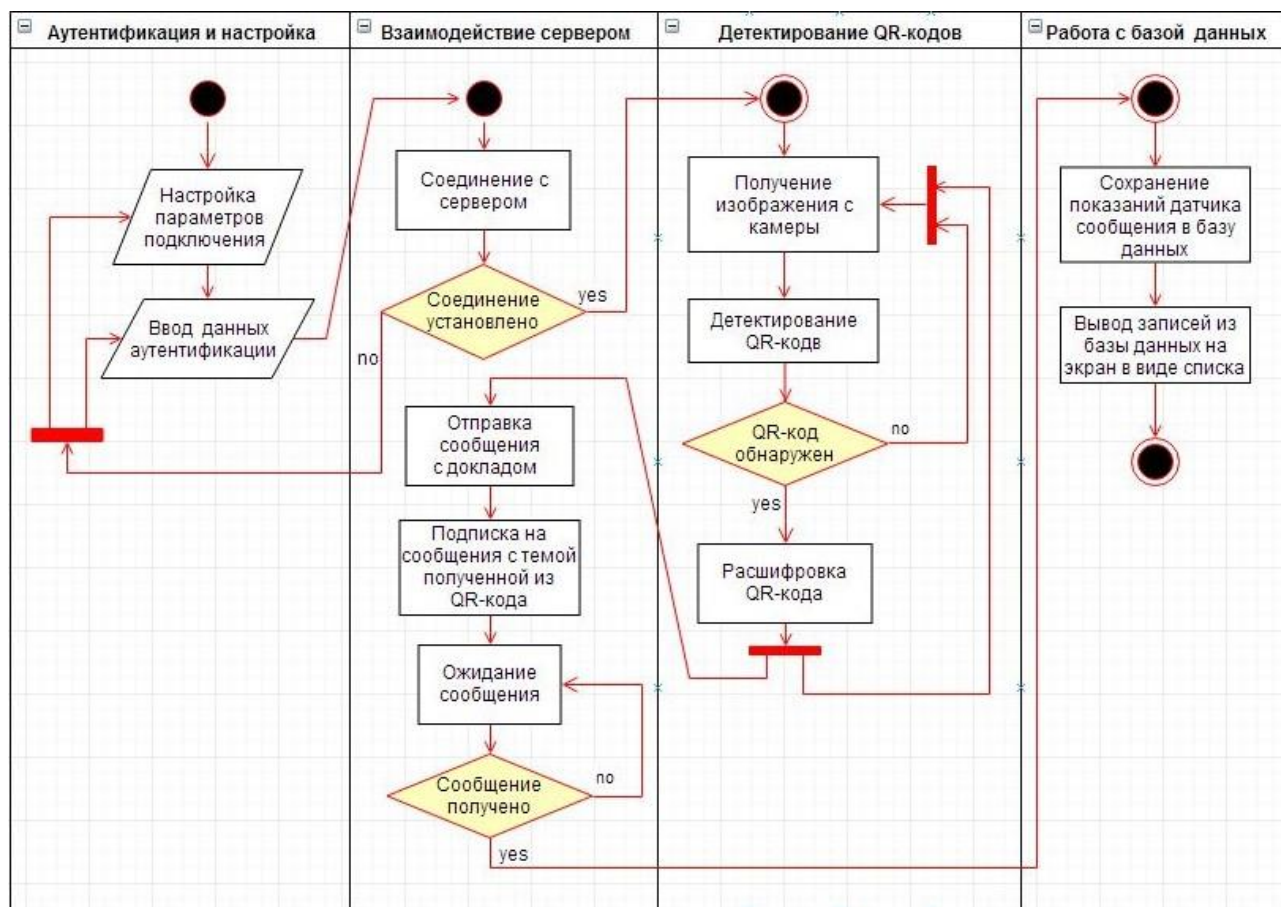 Аутентификация и настройка
Взаимодействие сервером
Детектирование QR-кодов
Работа с базой данных
Настройка
параметров
подключения
Ввод данных
аутентификации
Соединение с
сервером
Соединение
установлено
yes
no
Отправка
сообщения
с докладом
Подписка на
сообщения с темой
полученной из
QR-кода
Ожидание
сообщения
Сообщение
получено
no
yes
Получение
изображения с
камеры
Детектирование
QR-кодв
QR-код
обнаружен
no
yes
Расшифровка
QR-кода
Сохранение
показаний датчика
сообщения в базу
данных
Вывод записей из
базы данных на
экран в виде списка